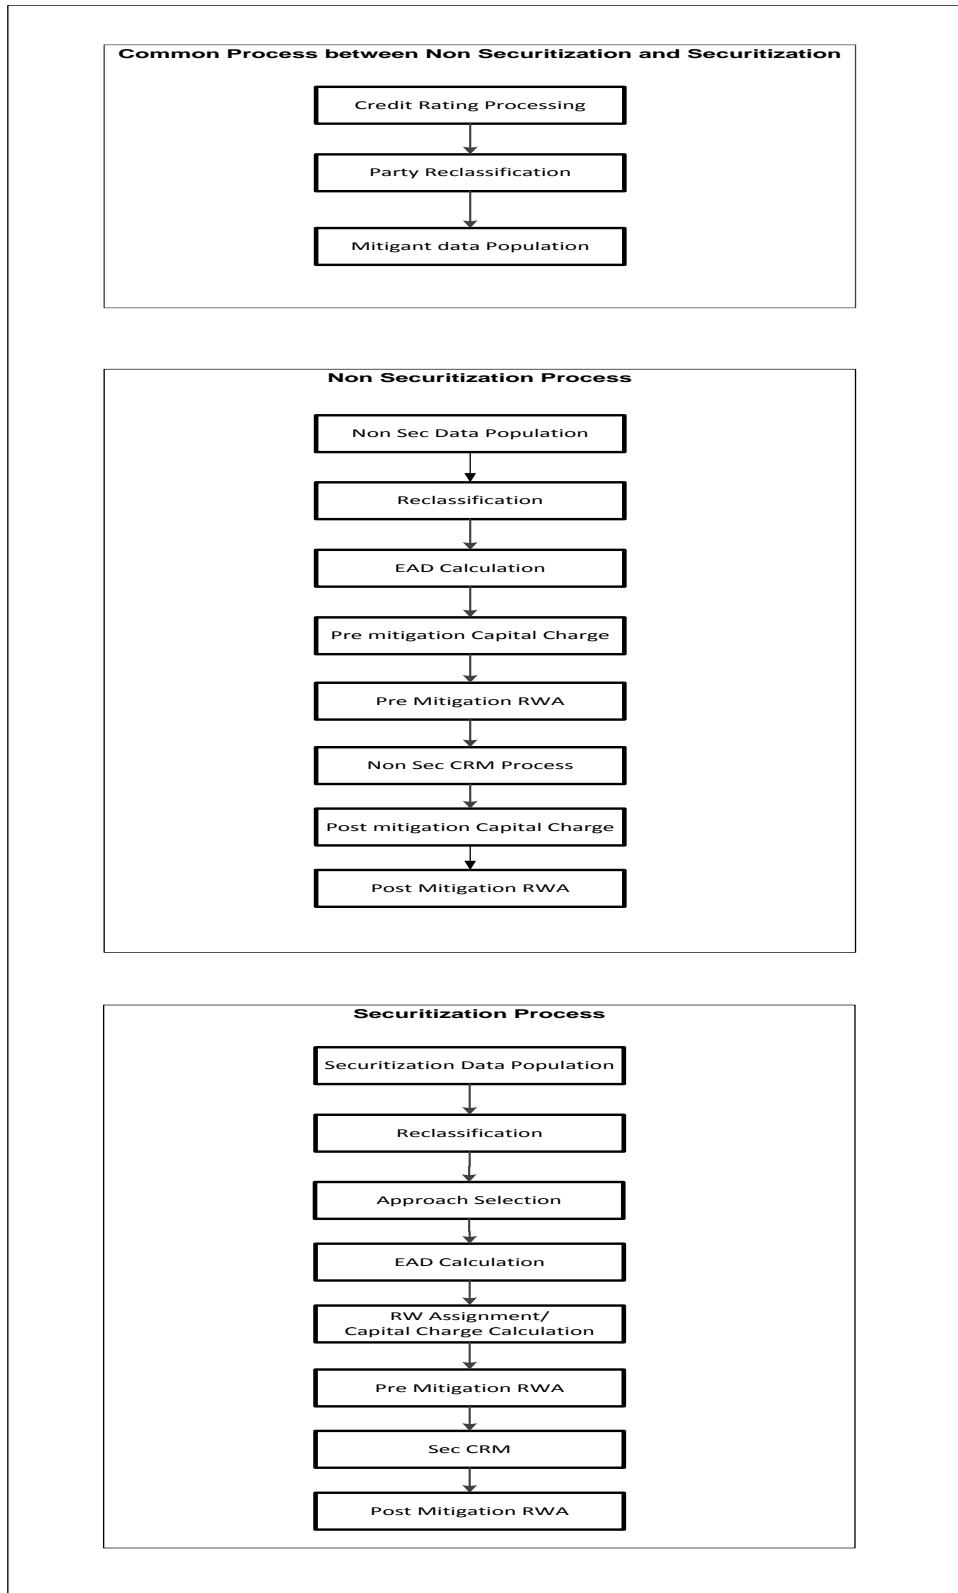 Common Process between Non Securitization and Securitization
Credit Rating Processing
Party Reclassification
Mitigant data Population
Non Securitization Process
Non Sec Data Population
Reclassification
EAD Calculation
Pre mitigation Capital Charge
Pre Mitigation RWA
Non Sec CRM Process
Post mitigation Capital Charge
Post Mitigation RWA
Securitization Process
Securitization Data Population
Reclassification
Approach Selection
EAD Calculation
RW Assignment/
Capital Charge Calculation
Pre Mitigation RWA
Sec CRM
Post Mitigation RWA